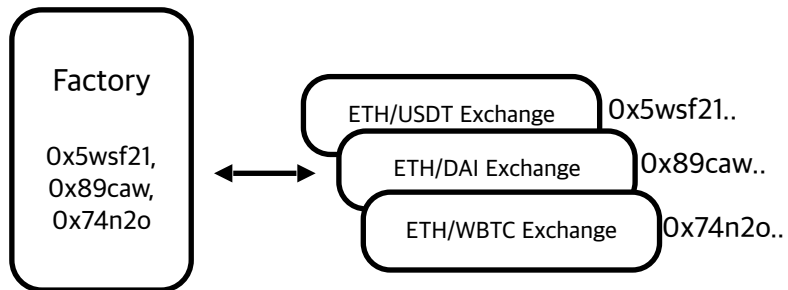 Factory
0x5wsf21,
0x89caw,
0x74n2o
ETH/USDT Exchange
0x5wsf21..
ETH/DAI Exchange
0x89caw..
ETH/WBTC Exchange
0x74n2o..